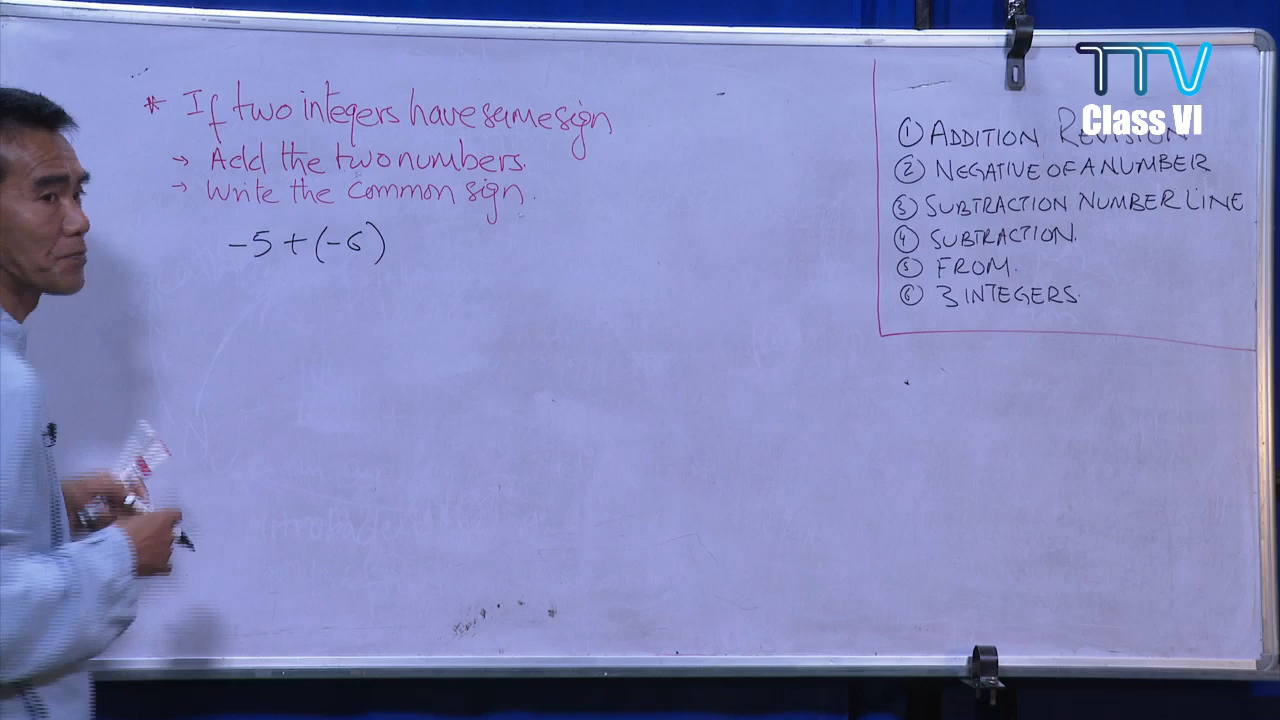 * If two integers have same sign
→ Add the two numbers.
→ Write the common sign.
-5 + (-6)
TTV
Class VI
① ADDITION REVISION
② NEGATIVE OF A NUMBER
③ SUBTRACTION NUMBER LINE
④ SUBTRACTION.
⑤ FROM.
⑥ 3 INTEGERS.